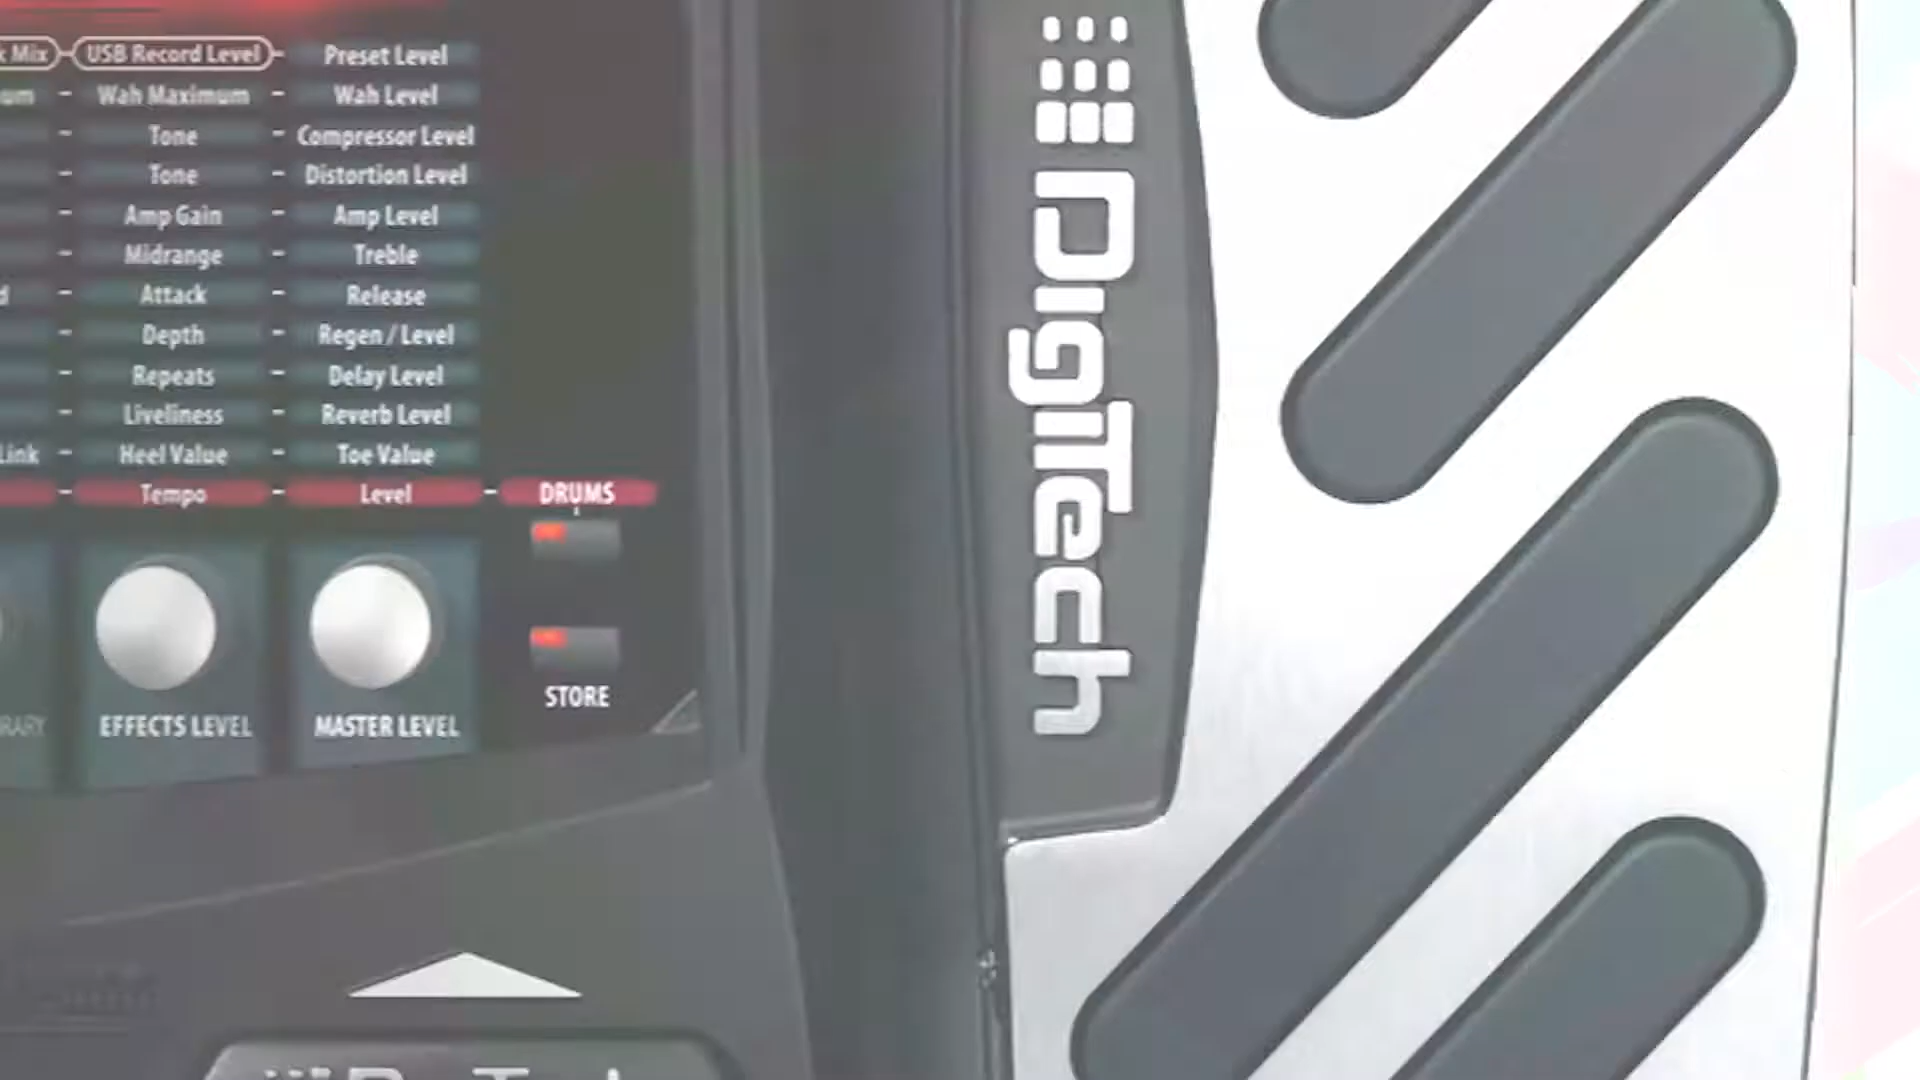 Mix USB Record Level Preset Level
Wah Maximum Wah Level
Tone Compressor Level
Tone Distortion Level
Amp Gain Amp Level
Midrange Treble
Attack Release
Depth Regen / Level
Repeats Delay Level
Liveliness Reverb Level
Link Heel Value Toe Value
Tempo Level DRUMS
STORE
EFFECTS LEVEL MASTER LEVEL
DigiTech